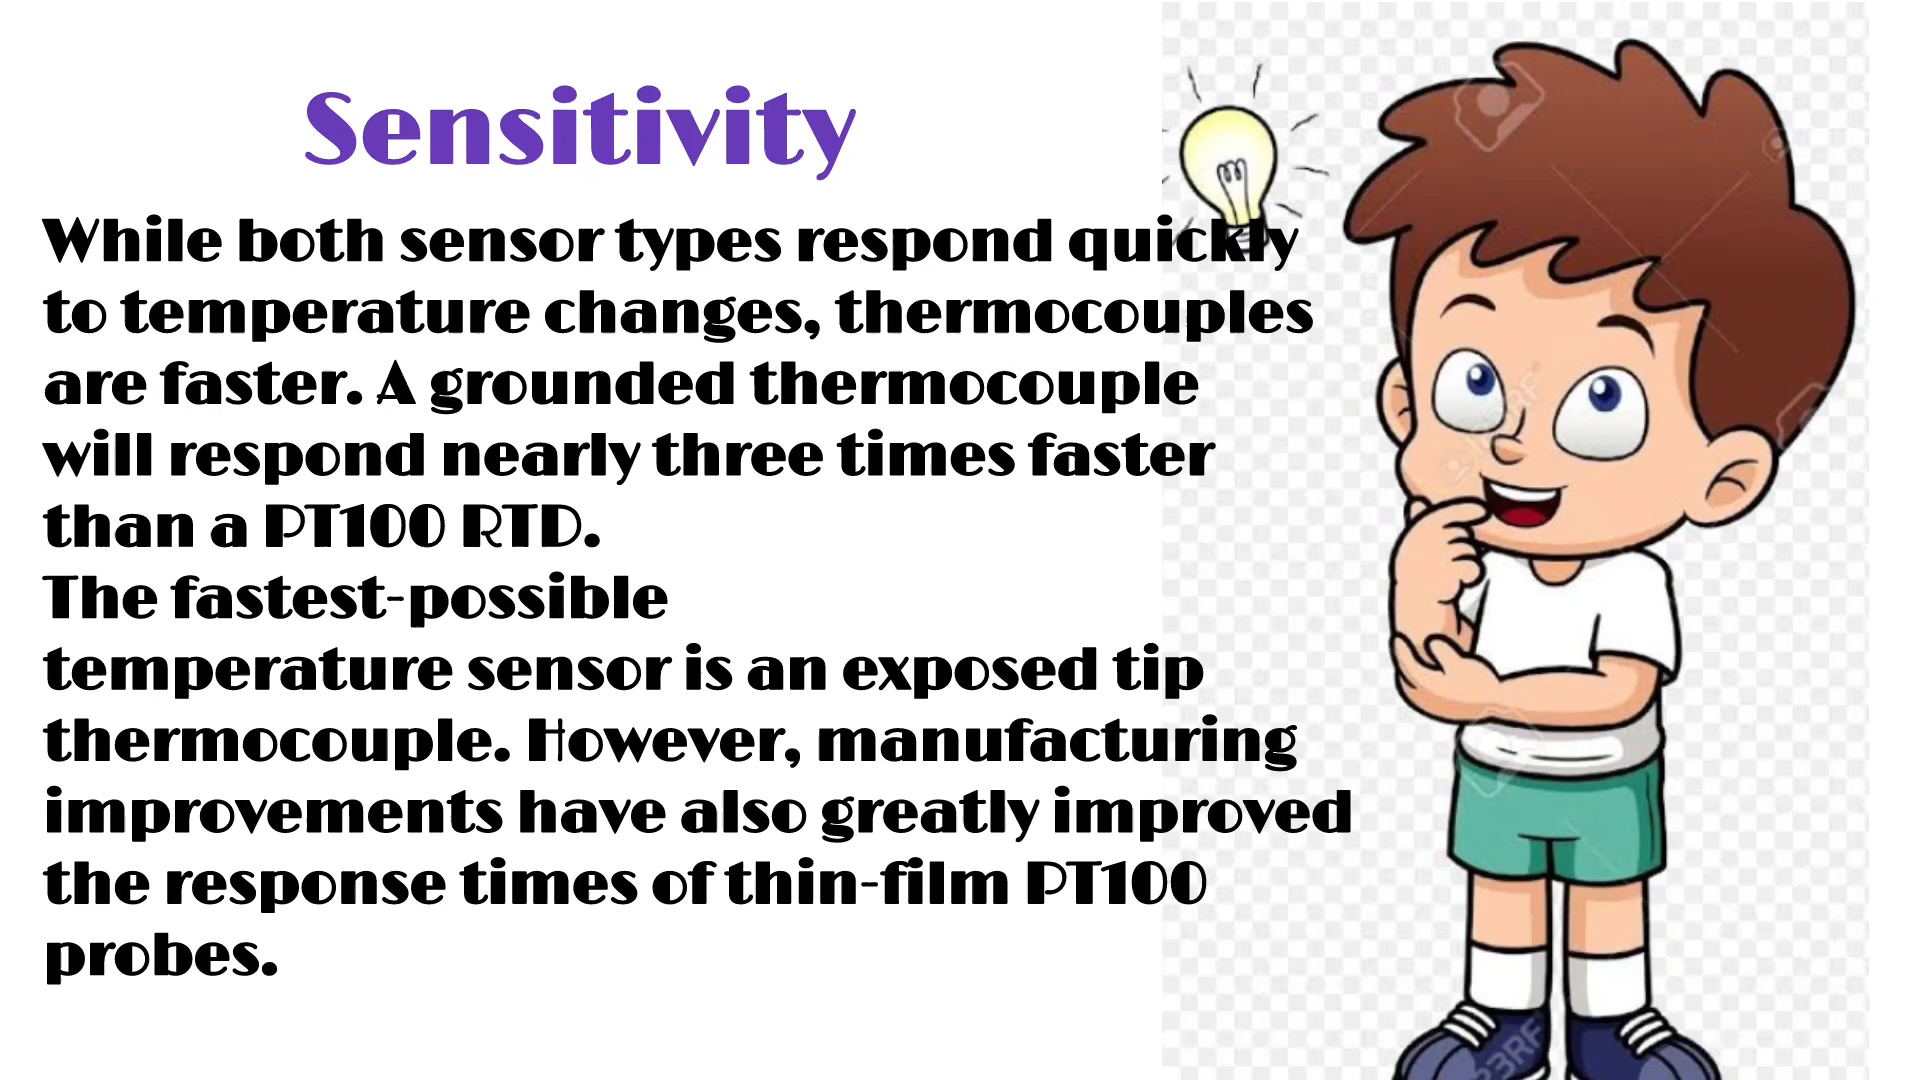 Sensitivity
While both sensor types respond quickly
to temperature changes, thermocouples
are faster. A grounded thermocouple
will respond nearly three times faster
than a PT100 RTD.
The fastest-possible
temperature sensor is an exposed tip
thermocouple. However, manufacturing
improvements have also greatly improved
the response times of thin-film PT100
probes.